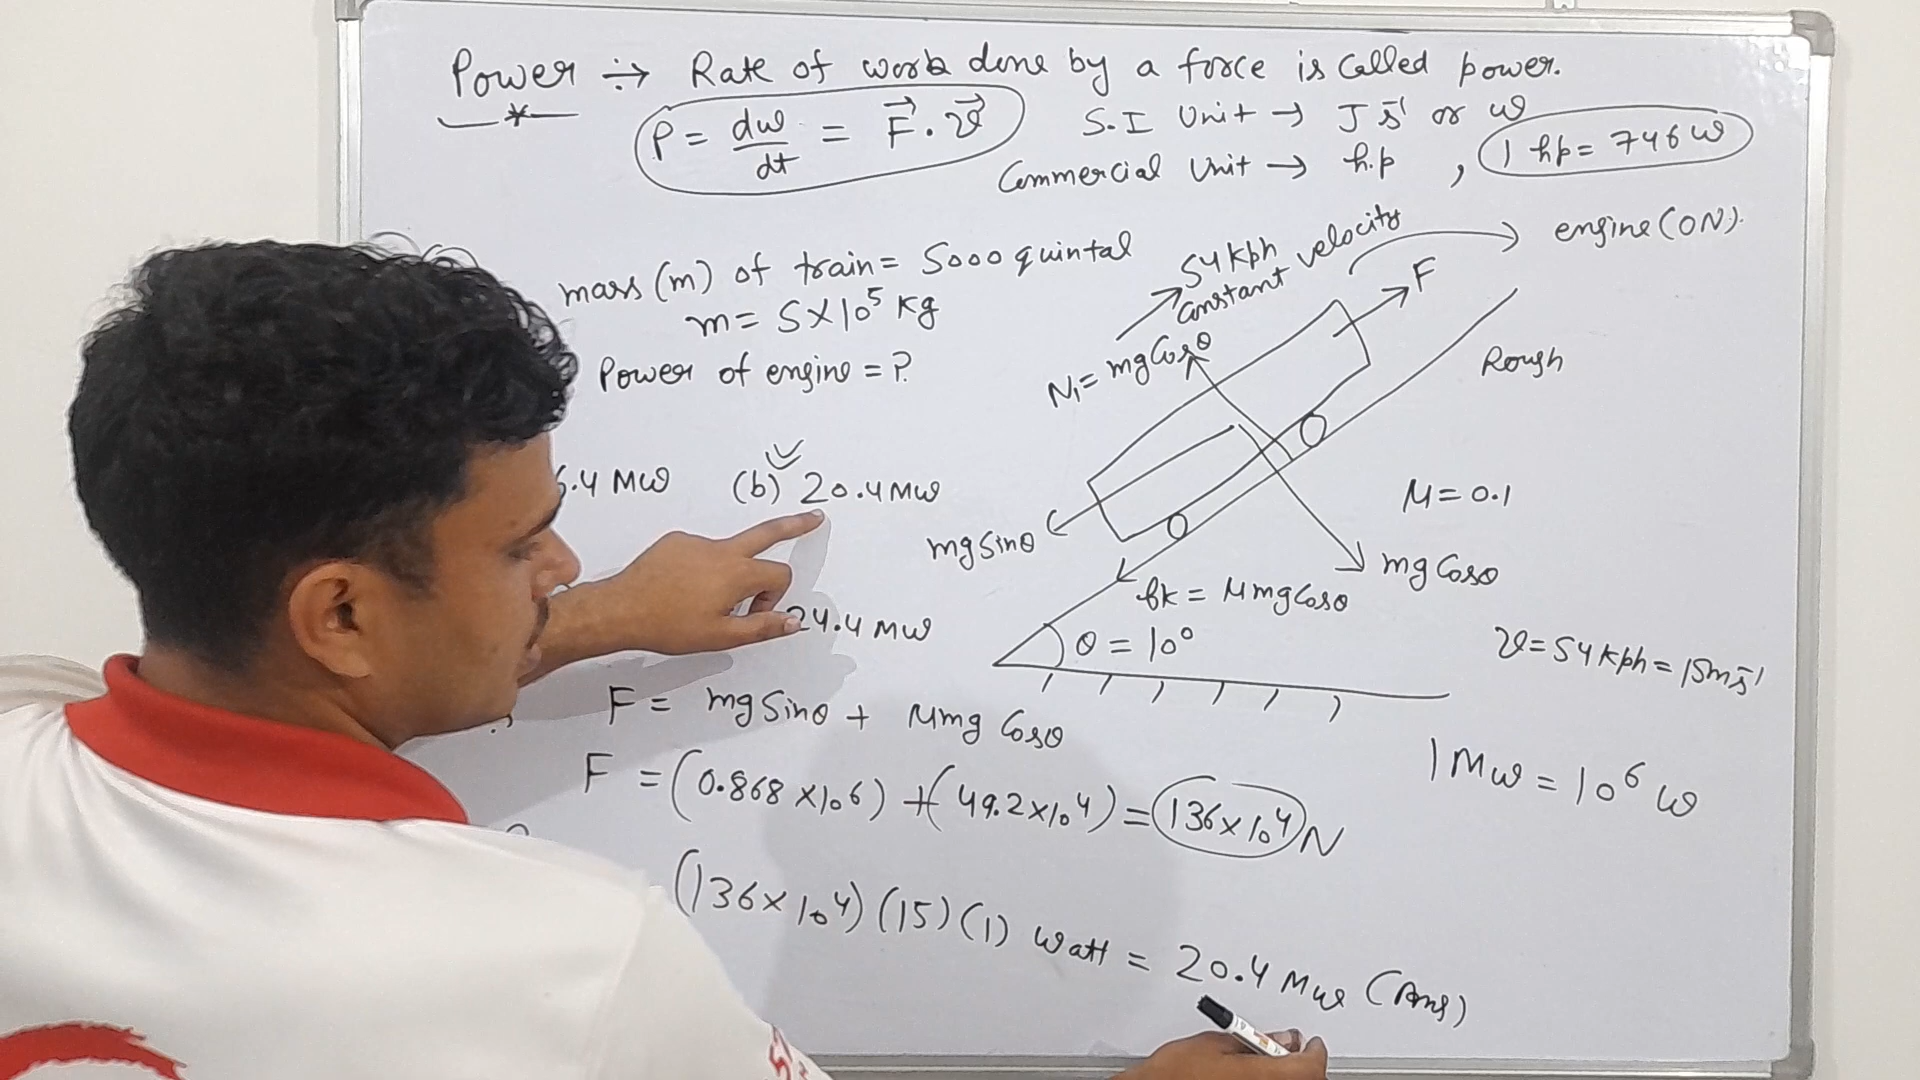 Power ÷→ Rate of work done by a force is called power.
P = dw/dt = F⃗ . v⃗
S.I Unit → J s⁻¹ or W
Commercial Unit → h.p , 1 hp = 746 W
mass (m) of train = 5000 quintal
m = 5×10⁵ kg
Power of engine = ?
.4 MW (b) 20.4 MW
24.4 MW
54 kph
constant velocity
engine (ON).
F
N₁ = mg Cosθ
Rough
μ = 0.1
mg Sinθ
mg Cosθ
fk = μmg Cosθ
θ = 10°
v = 54 kph = 15 m s⁻¹
1 MW = 10⁶ W
F = mg Sinθ + μmg Cosθ
F = (0.868 ×10⁶) + (49.2×10⁴) = 136×10⁴ N
(136×10⁴) (15) (1) Watt = 20.4 MW (Ans)